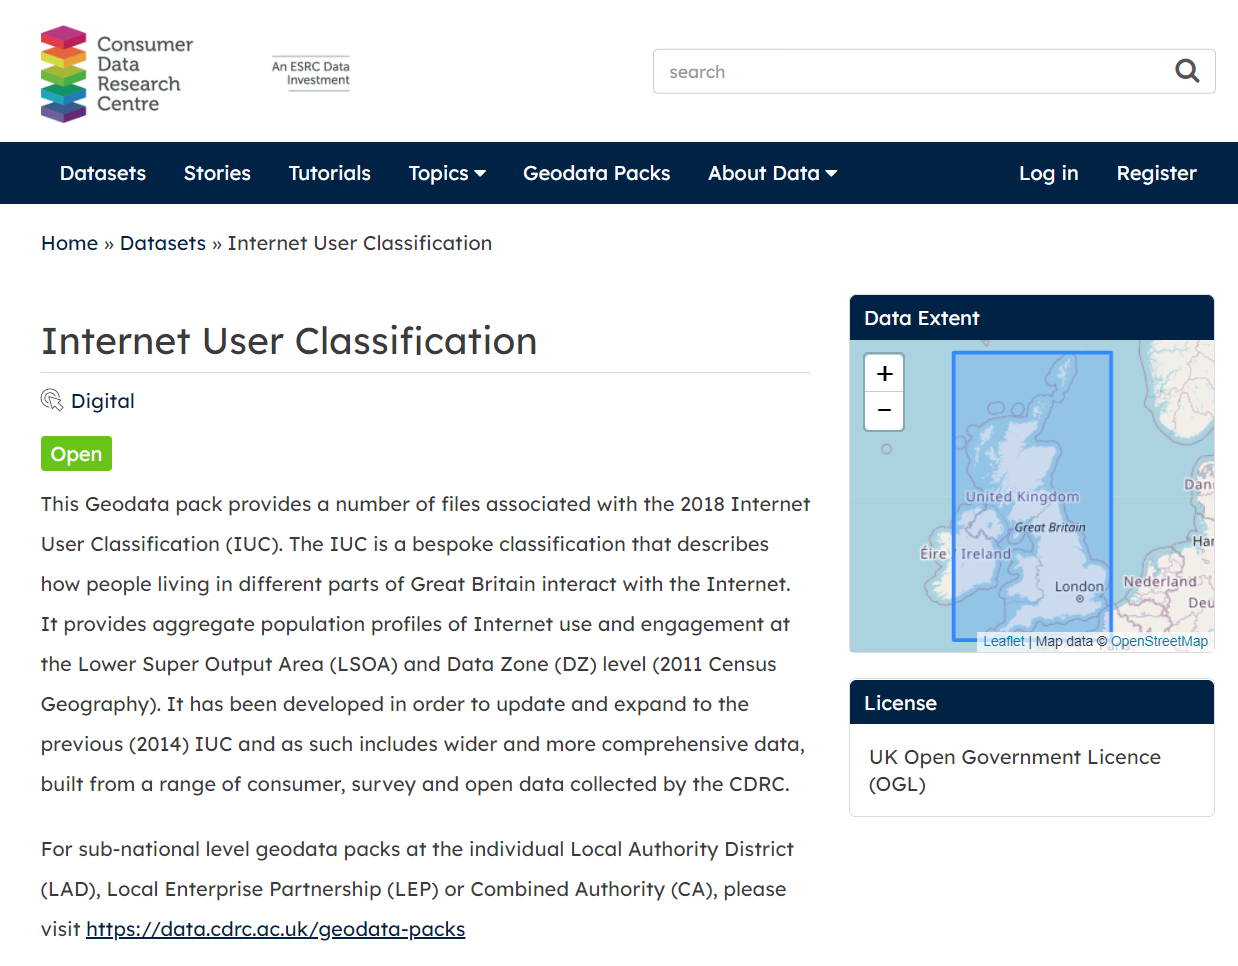 Consumer
Data
Research
Centre
An ESRC Data
Investment
search
Datasets Stories Tutorials Topics Geodata Packs About Data Log in Register
Home » Datasets » Internet User Classification
Internet User Classification
Digital
Open
This Geodata pack provides a number of files associated with the 2018 Internet
User Classification (IUC). The IUC is a bespoke classification that describes
how people living in different parts of Great Britain interact with the Internet.
It provides aggregate population profiles of Internet use and engagement at
the Lower Super Output Area (LSOA) and Data Zone (DZ) level (2011 Census
Geography). It has been developed in order to update and expand to the
previous (2014) IUC and as such includes wider and more comprehensive data,
built from a range of consumer, survey and open data collected by the CDRC.
For sub-national level geodata packs at the individual Local Authority District
(LAD), Local Enterprise Partnership (LEP) or Combined Authority (CA), please
visit https://data.cdrc.ac.uk/geodata-packs
Data Extent
+
−
United Kingdom
Great Britain
Éire / Ireland
London
Nederland
Leaflet | Map data © OpenStreetMap
License
UK Open Government Licence
(OGL)